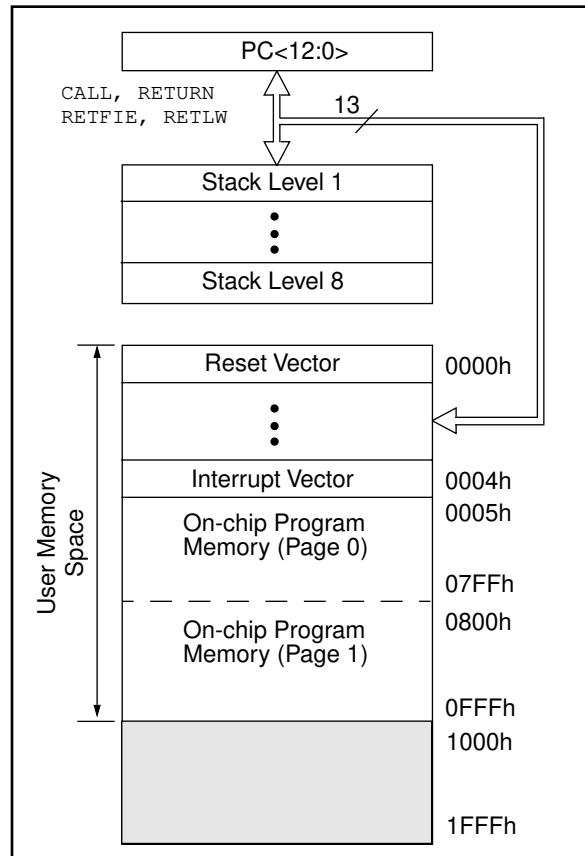 PC<12:0>
CALL, RETURN
RETFIE, RETLW
13
Stack Level 1
Stack Level 8
User Memory
Space
Reset Vector
0000h
Interrupt Vector
0004h
0005h
On-chip Program
Memory (Page 0)
07FFh
0800h
On-chip Program
Memory (Page 1)
0FFFh
1000h
1FFFh